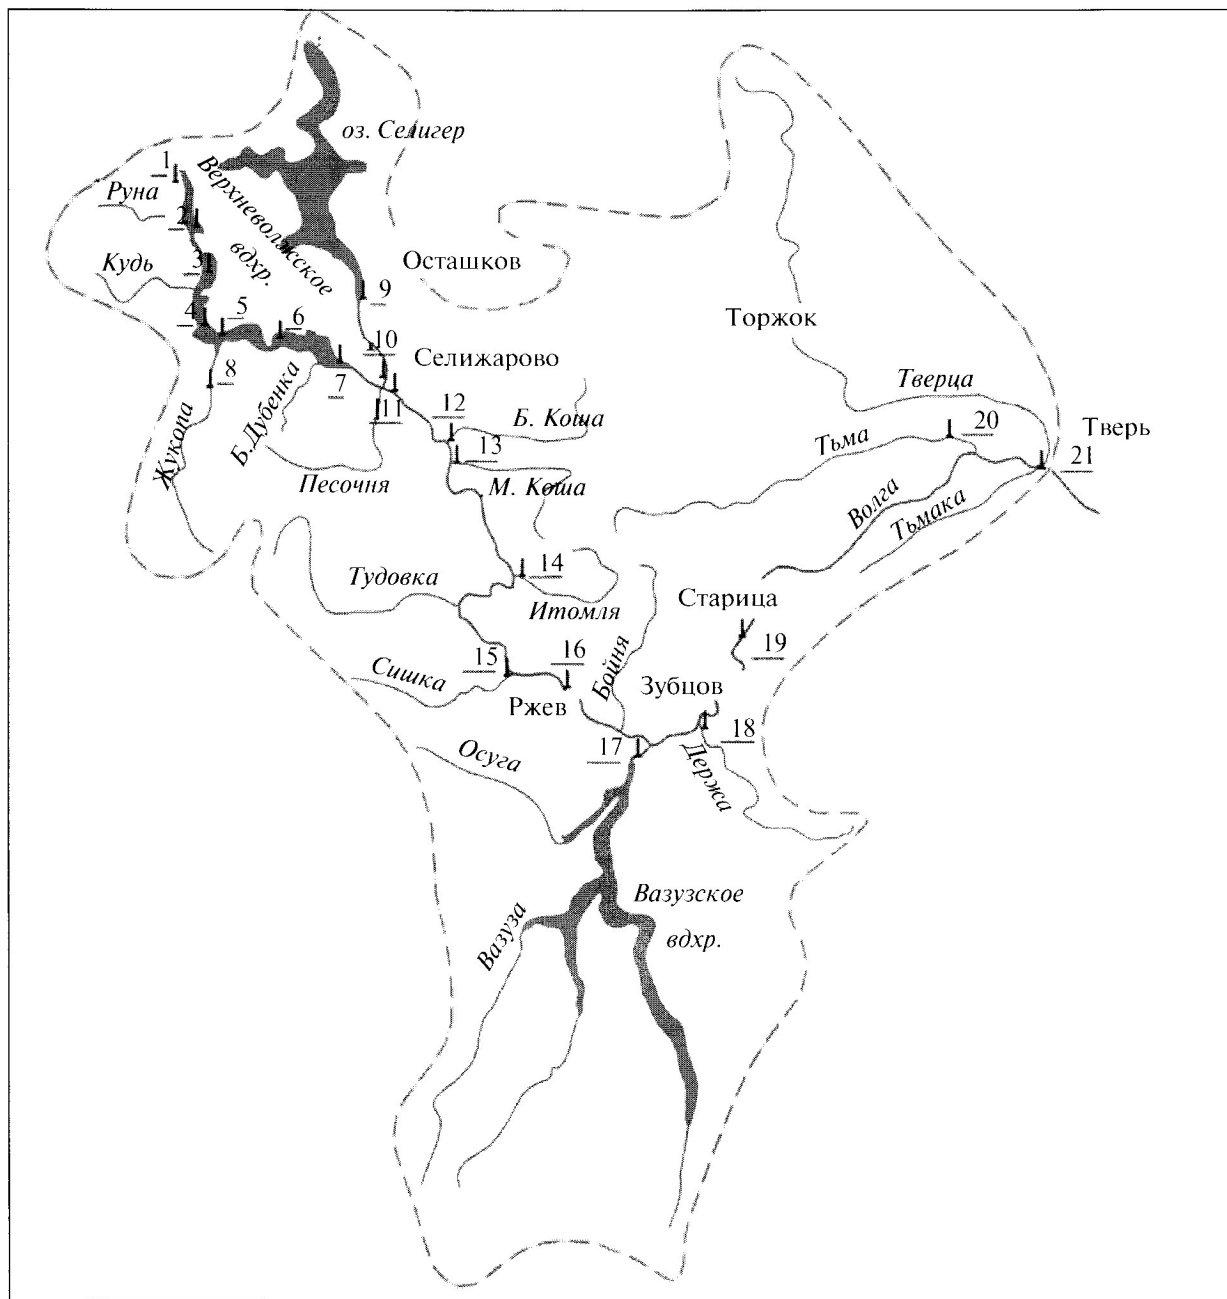 оз. Селигер
1
Верхневолжское
вдхр.
Руна
2
Кудь
3
Осташков
9
4
5
6
Торжок
10
Селижарово
8
7
Тверца
11
12
Б. Коша
20
Тверь
Б.Дубенка
13
Тьма
21
Жукопа
Песочня
М. Коша
Волга
Тьмака
14
Тудовка
Итомля
Старица
15
16
19
Сишка
Бойня
Зубцов
Ржев
18
17
Осуга
Держа
Вазузское
вдхр.
Вазуза